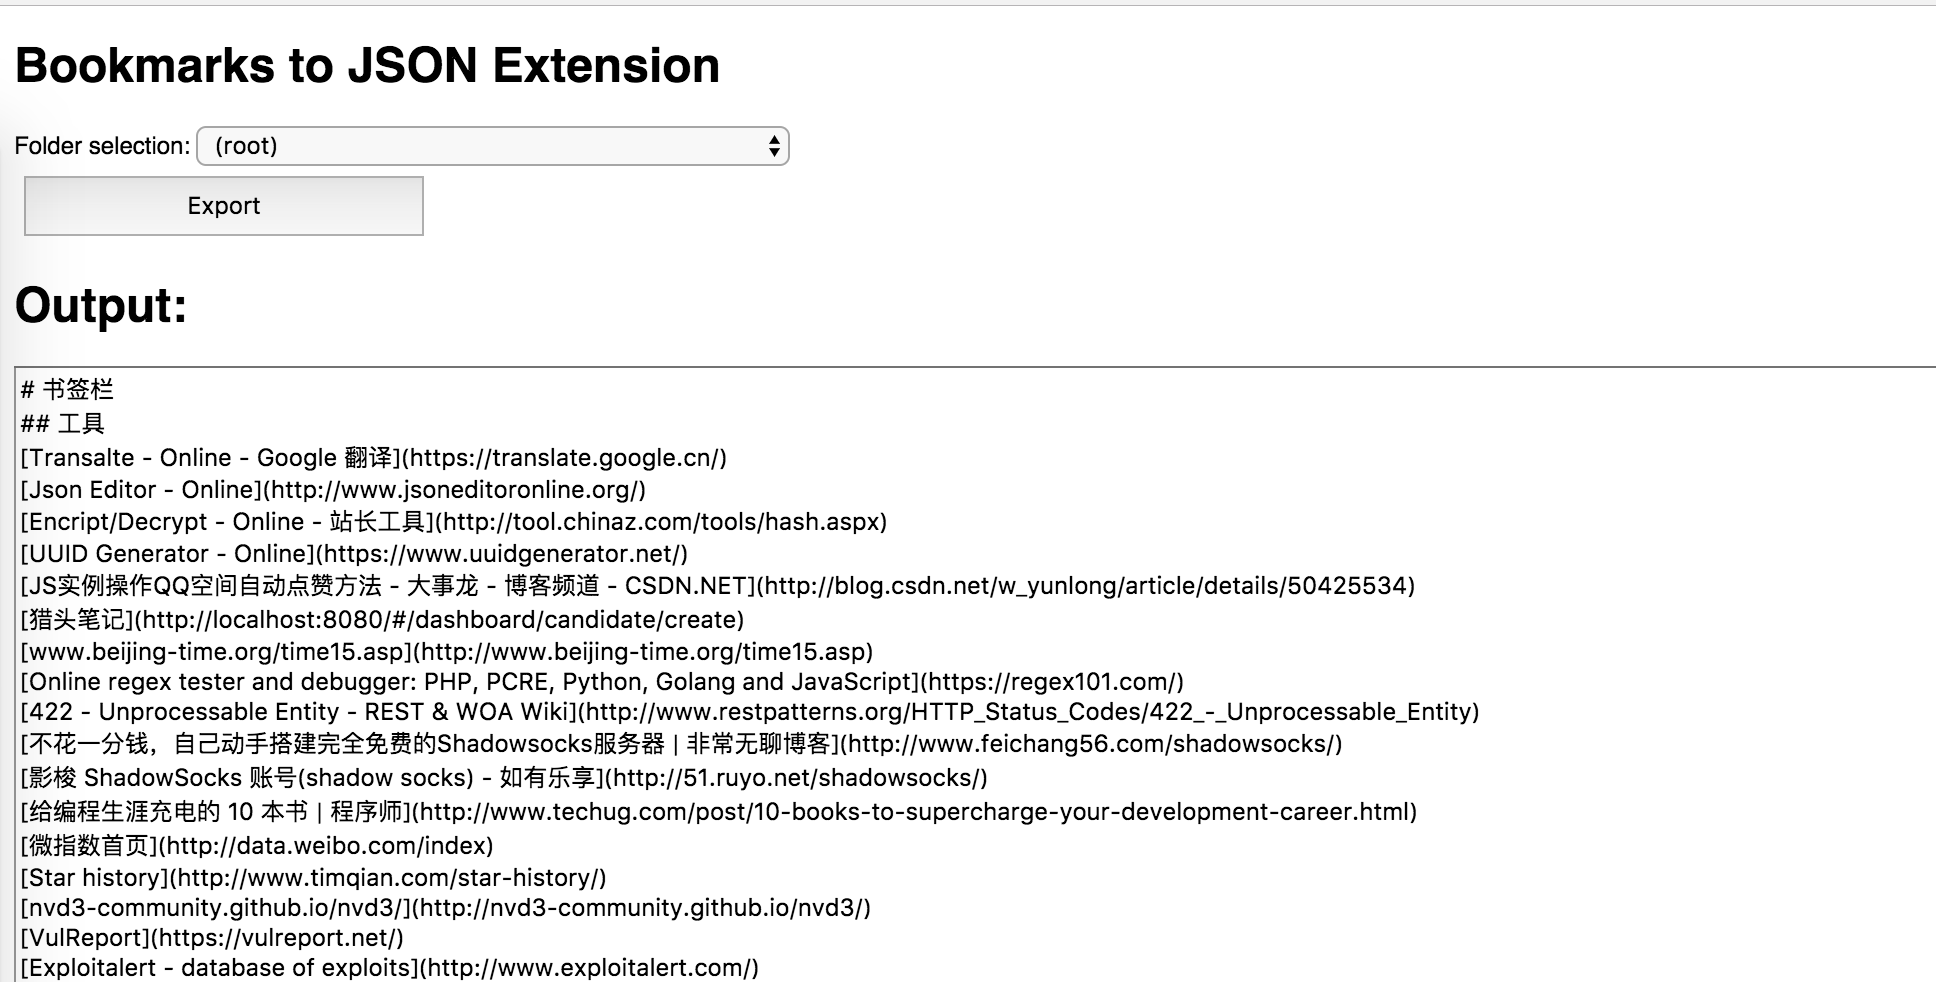 Bookmarks to JSON Extension
Folder selection: (root)
Export
Output:
# 书签栏
## 工具
[Transalte - Online - Google 翻译](https://translate.google.cn/)
[Json Editor - Online](http://www.jsoneditoronline.org/)
[Encript/Decrypt - Online - 站长工具](http://tool.chinaz.com/tools/hash.aspx)
[UUID Generator - Online](https://www.uuidgenerator.net/)
[JS实例操作QQ空间自动点赞方法 - 大事龙 - 博客频道 - CSDN.NET](http://blog.csdn.net/w_yunlong/article/details/50425534)
[猎头笔记](http://localhost:8080/#/dashboard/candidate/create)
[www.beijing-time.org/time15.asp](http://www.beijing-time.org/time15.asp)
[Online regex tester and debugger: PHP, PCRE, Python, Golang and JavaScript](https://regex101.com/)
[422 - Unprocessable Entity - REST & WOA Wiki](http://www.restpatterns.org/HTTP_Status_Codes/422_-_Unprocessable_Entity)
[不花一分钱，自己动手搭建完全免费的Shadowsocks服务器 | 非常无聊博客](http://www.feichang56.com/shadowsocks/)
[影梭 ShadowSocks 账号(shadow socks) - 如有乐享](http://51.ruyo.net/shadowsocks/)
[给编程生涯充电的 10 本书 | 程序师](http://www.techug.com/post/10-books-to-supercharge-your-development-career.html)
[微指数首页](http://data.weibo.com/index)
[Star history](http://www.timqian.com/star-history/)
[nvd3-community.github.io/nvd3/](http://nvd3-community.github.io/nvd3/)
[VulReport](https://vulreport.net/)
[Exploitalert - database of exploits](http://www.exploitalert.com/)